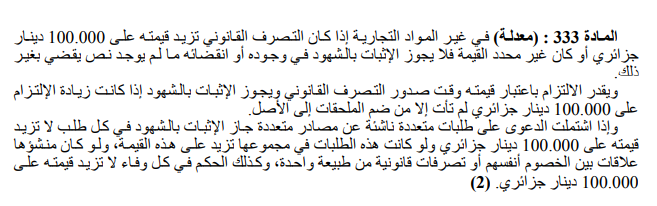 المادة 333 : (معدلة) في غير المواد التجارية إذا كان التصرف القانوني تزيد قيمته على 100.000 دينار
جزائري أو كان غير محدد القيمة فلا يجوز الإثبات بالشهود في وجوده أو انقضائه ما لم يوجد نص يقضي بغير
ذلك.
ويقدر الالتزام باعتبار قيمته وقت صدور التصرف القانوني ويجوز الإثبات بالشهود إذا كانت زيادة الإلتزام
على 100.000 دينار جزائري لم تأت إلا من ضم الملحقات إلى الأصل.
وإذا اشتملت الدعوى على طلبات متعددة ناشئة عن مصادر متعددة جاز الإثبات بالشهود في كل طلب لا تزيد
قيمته على 100.000 دينار جزائري ولو كانت هذه الطلبات في مجموعها تزيد على هذه القيمة، ولو كان منشؤها
علاقات بين الخصوم أنفسهم أو تصرفات قانونية من طبيعة واحدة، وكذلك الحكم في كل وفاء لا تزيد قيمته على
100.000 دينار جزائري. (2)